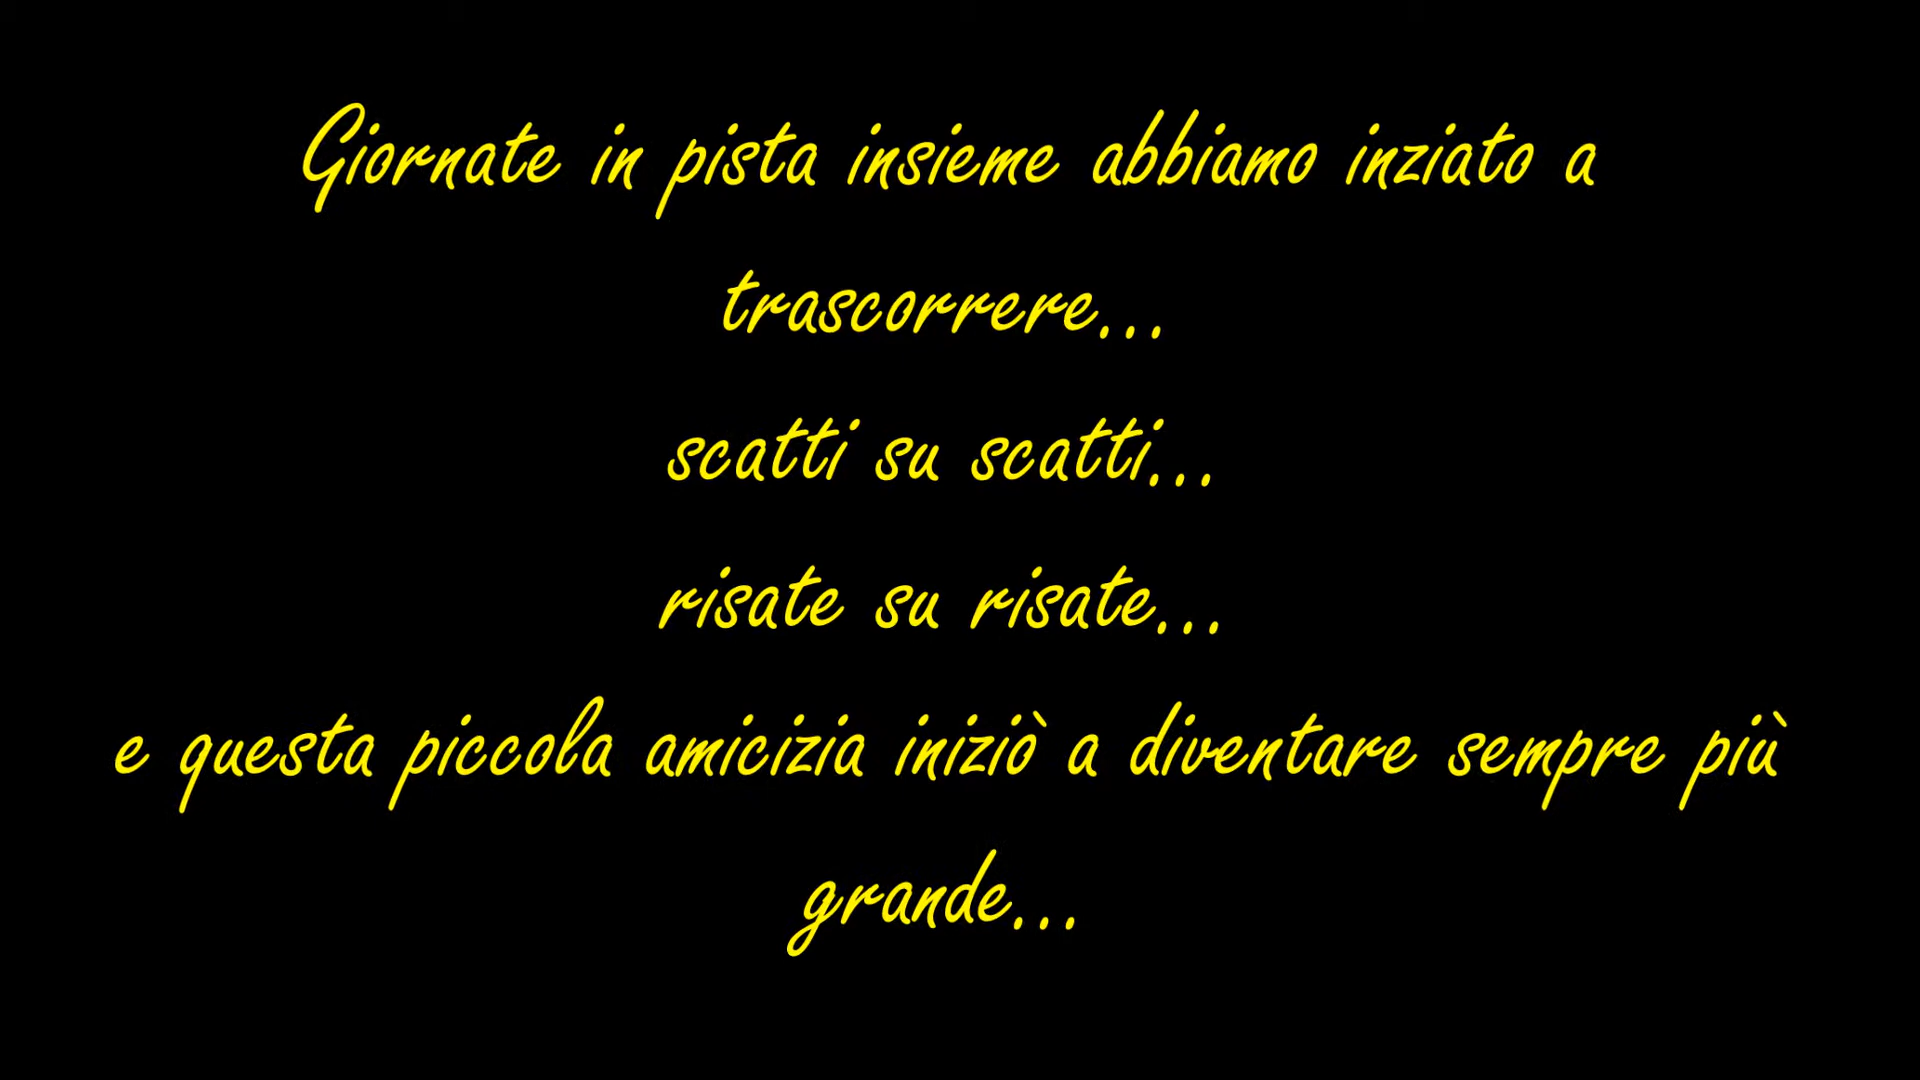 Giornate in pista insieme abbiamo inziato a
trascorrere...
scatti su scatti...
risate su risate...
e questa piccola amicizia iniziò a diventare sempre più
grande...